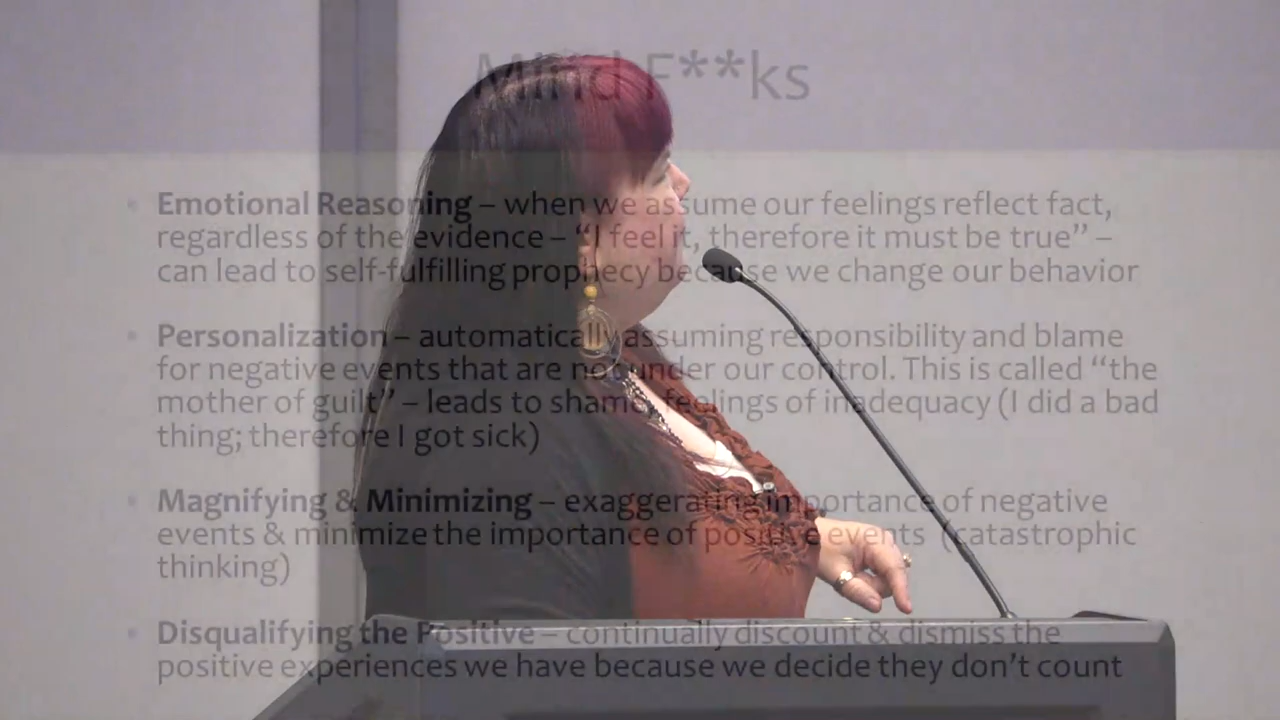 Mind F**ks
• Emotional Reasoning – when we assume our feelings reflect fact,
regardless of the evidence – “I feel it, therefore it must be true” –
can lead to self-fulfilling prophecy because we change our behavior
• Personalization – automatically assuming responsibility and blame
for negative events that are not under our control. This is called “the
mother of guilt” – leads to shame, feelings of inadequacy (I did a bad
thing; therefore I got sick)
• Magnifying & Minimizing – exaggerating importance of negative
events & minimize the importance of positive events (catastrophic
thinking)
• Disqualifying the Positive – continually discount & dismiss the
positive experiences we have because we decide they don’t count